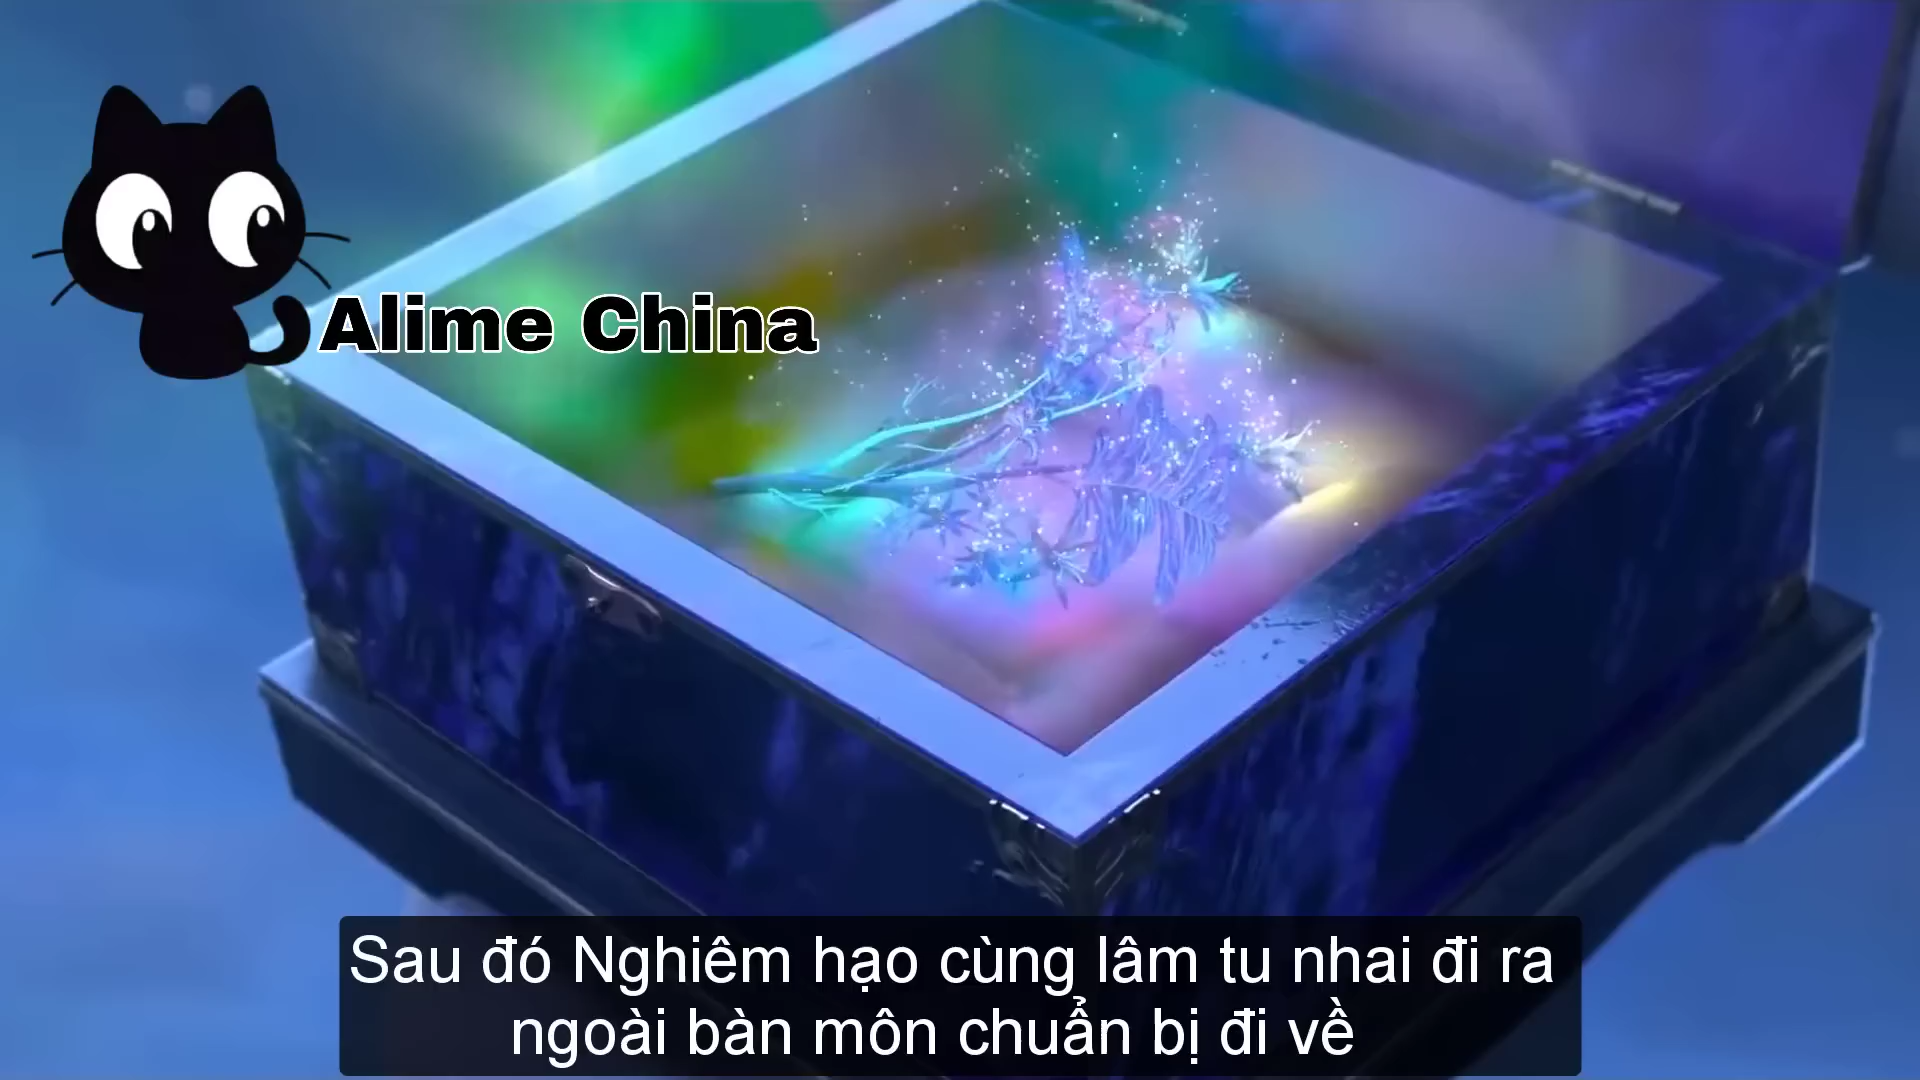 Alime China
Sau đó Nghiêm hạo cùng lâm tu nhai đi ra
ngoài bàn môn chuẩn bị đi về